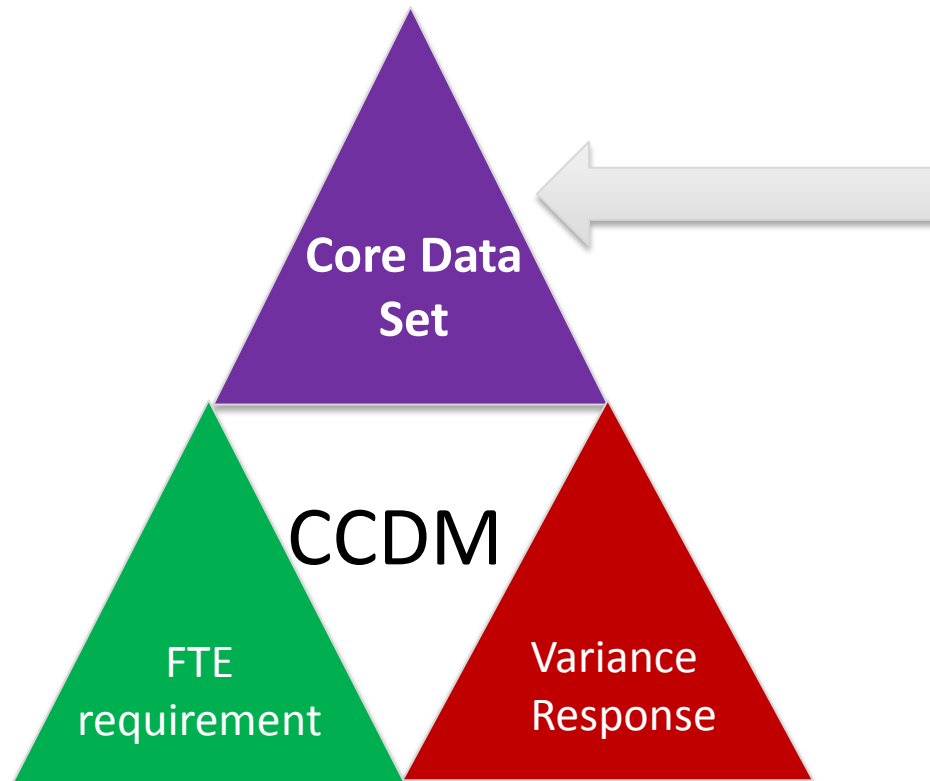 Core Data
Set
CCDM
FTE
requirement
Variance
Response